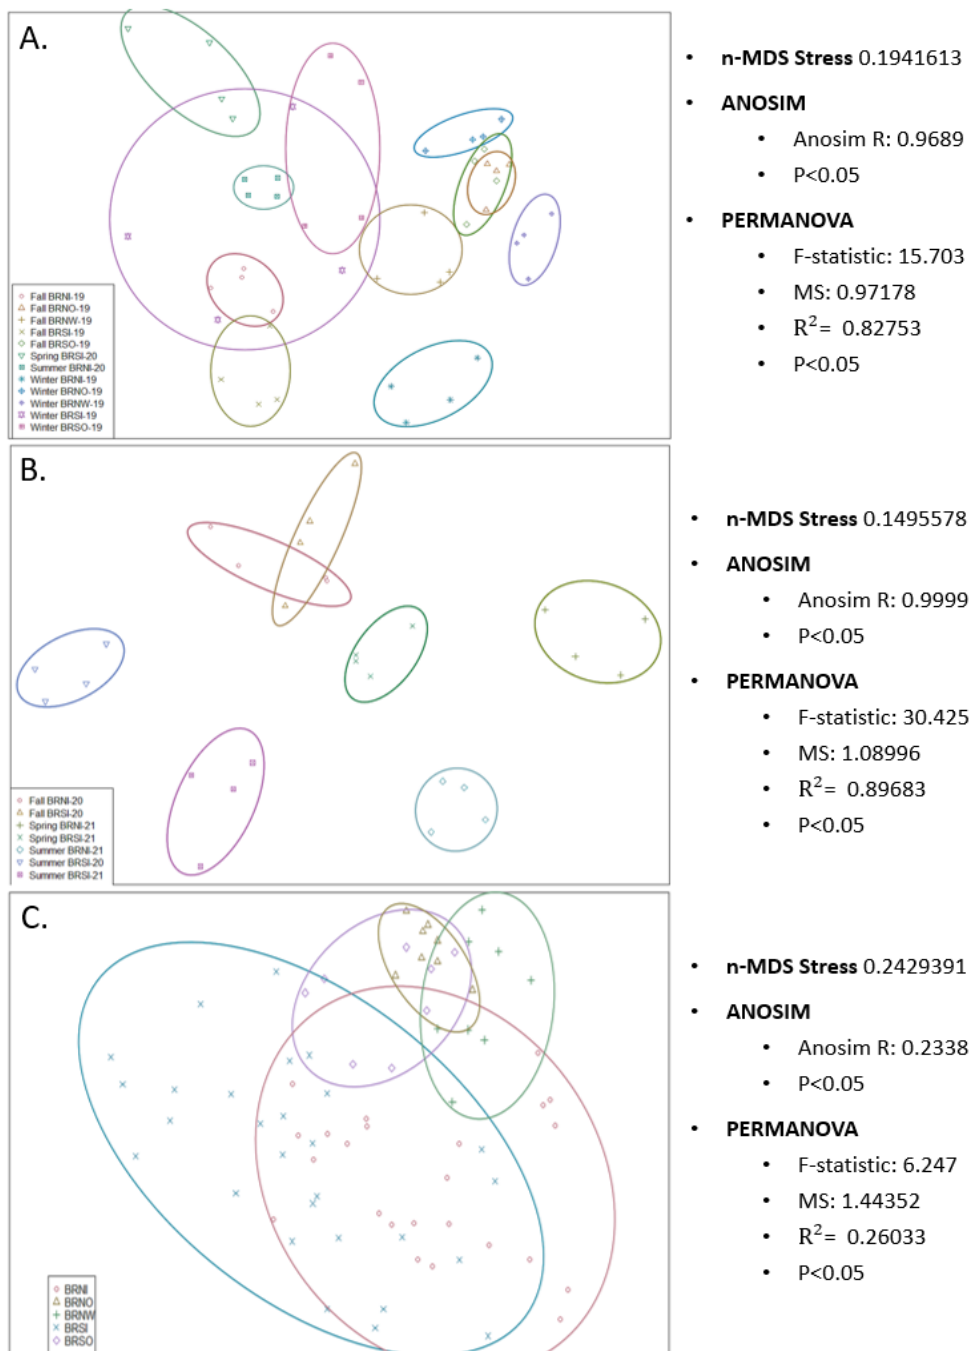 A.
Fall BRNI-19
Fall BRNO-19
Fall BRNW-19
Fall BRSI-19
Fall BRSO-19
Spring BRSI-20
Summer BRNI-20
Winter BRNI-19
Winter BRNO-19
Winter BRNW-19
Winter BRSI-19
Winter BRSO-19
• n-MDS Stress 0.1941613
• ANOSIM
• Anosim R: 0.9689
• P<0.05
• PERMANOVA
• F-statistic: 15.703
• MS: 0.97178
• R²= 0.82753
• P<0.05
B.
Fall BRNI-20
Fall BRSI-20
Spring BRNI-21
Spring BRSI-21
Summer BRNI-21
Summer BRSI-20
Summer BRSI-21
• n-MDS Stress 0.1495578
• ANOSIM
• Anosim R: 0.9999
• P<0.05
• PERMANOVA
• F-statistic: 30.425
• MS: 1.08996
• R²= 0.89683
• P<0.05
C.
BRNI
BRNO
BRNW
BRSI
BRSO
• n-MDS Stress 0.2429391
• ANOSIM
• Anosim R: 0.2338
• P<0.05
• PERMANOVA
• F-statistic: 6.247
• MS: 1.44352
• R²= 0.26033
• P<0.05